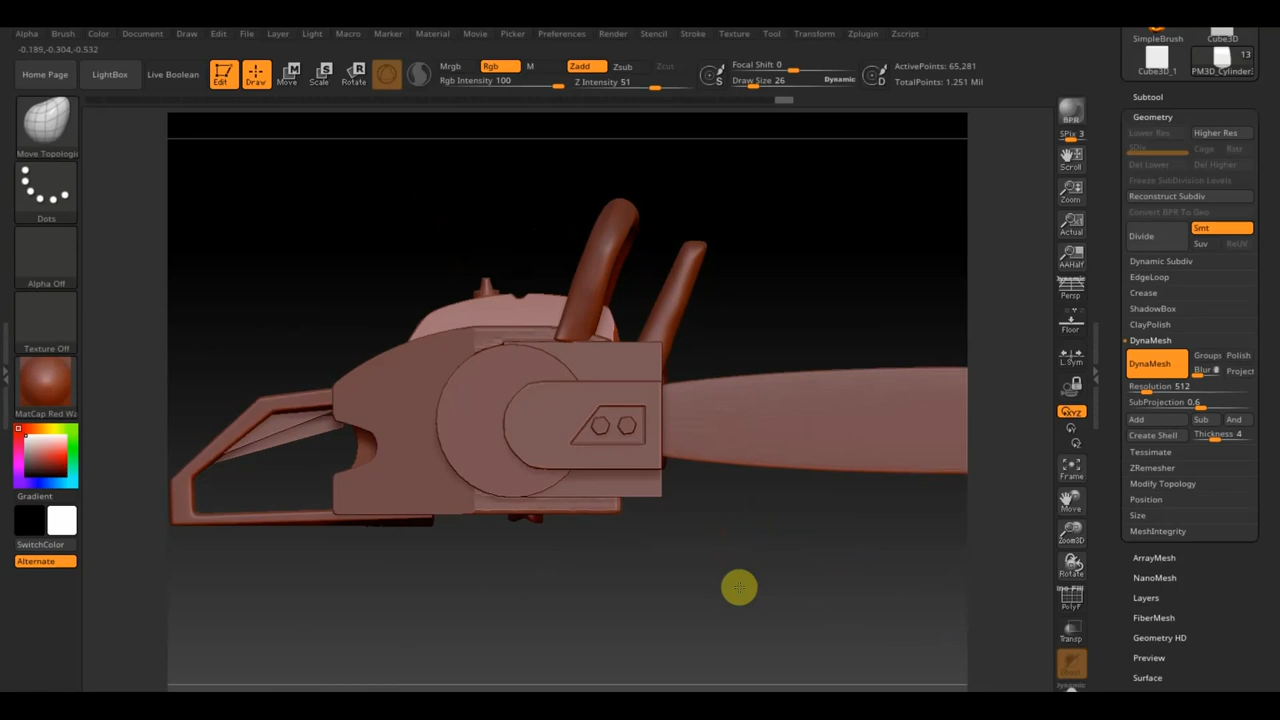 Alpha Brush Color Document Draw Edit File Layer Light Macro Marker Material Movie Picker Preferences Render Stencil Stroke Texture Tool Transform Zplugin Zscript
-0.189,-0.304,-0.532
Home Page LightBox Live Boolean Edit Draw Move Scale Rotate
Mrgb Rgb M Zadd Zsub Zcut
Rgb Intensity 100 Z Intensity 51
S Focal Shift 0
Draw Size 26 Dynamic D
ActivePoints: 65,281
TotalPoints: 1.251 Mil
Move Topologic
Dots
Alpha Off
Texture Off
MatCap Red Wa
Gradient
SwitchColor
Alternate
BPR
SPix 3
Scroll
Zoom
Actual
AAHalf
Dynamic
Persp
Floor
L.Sym
XYZ
Frame
Move
Zoom3D
Rotate
PolyF
Transp
Dynamic
SimpleBrush Cube3D
13
Cube3D_1 PM3D_Cylinder
Subtool
Geometry
Lower Res Higher Res
SDiv Cage Rstr
Del Lower Del Higher
Freeze SubDivision Levels
Reconstruct Subdiv
Convert BPR To Geo
Divide Smt
Suv ReUV
Dynamic Subdiv
EdgeLoop
Crease
ShadowBox
ClayPolish
DynaMesh
DynaMesh Groups Polish
Blur Project
Resolution 512
SubProjection 0.6
Add Sub And
Create Shell Thickness 4
Tessimate
ZRemesher
Modify Topology
Position
Size
MeshIntegrity
ArrayMesh
NanoMesh
Layers
FiberMesh
Geometry HD
Preview
Surface